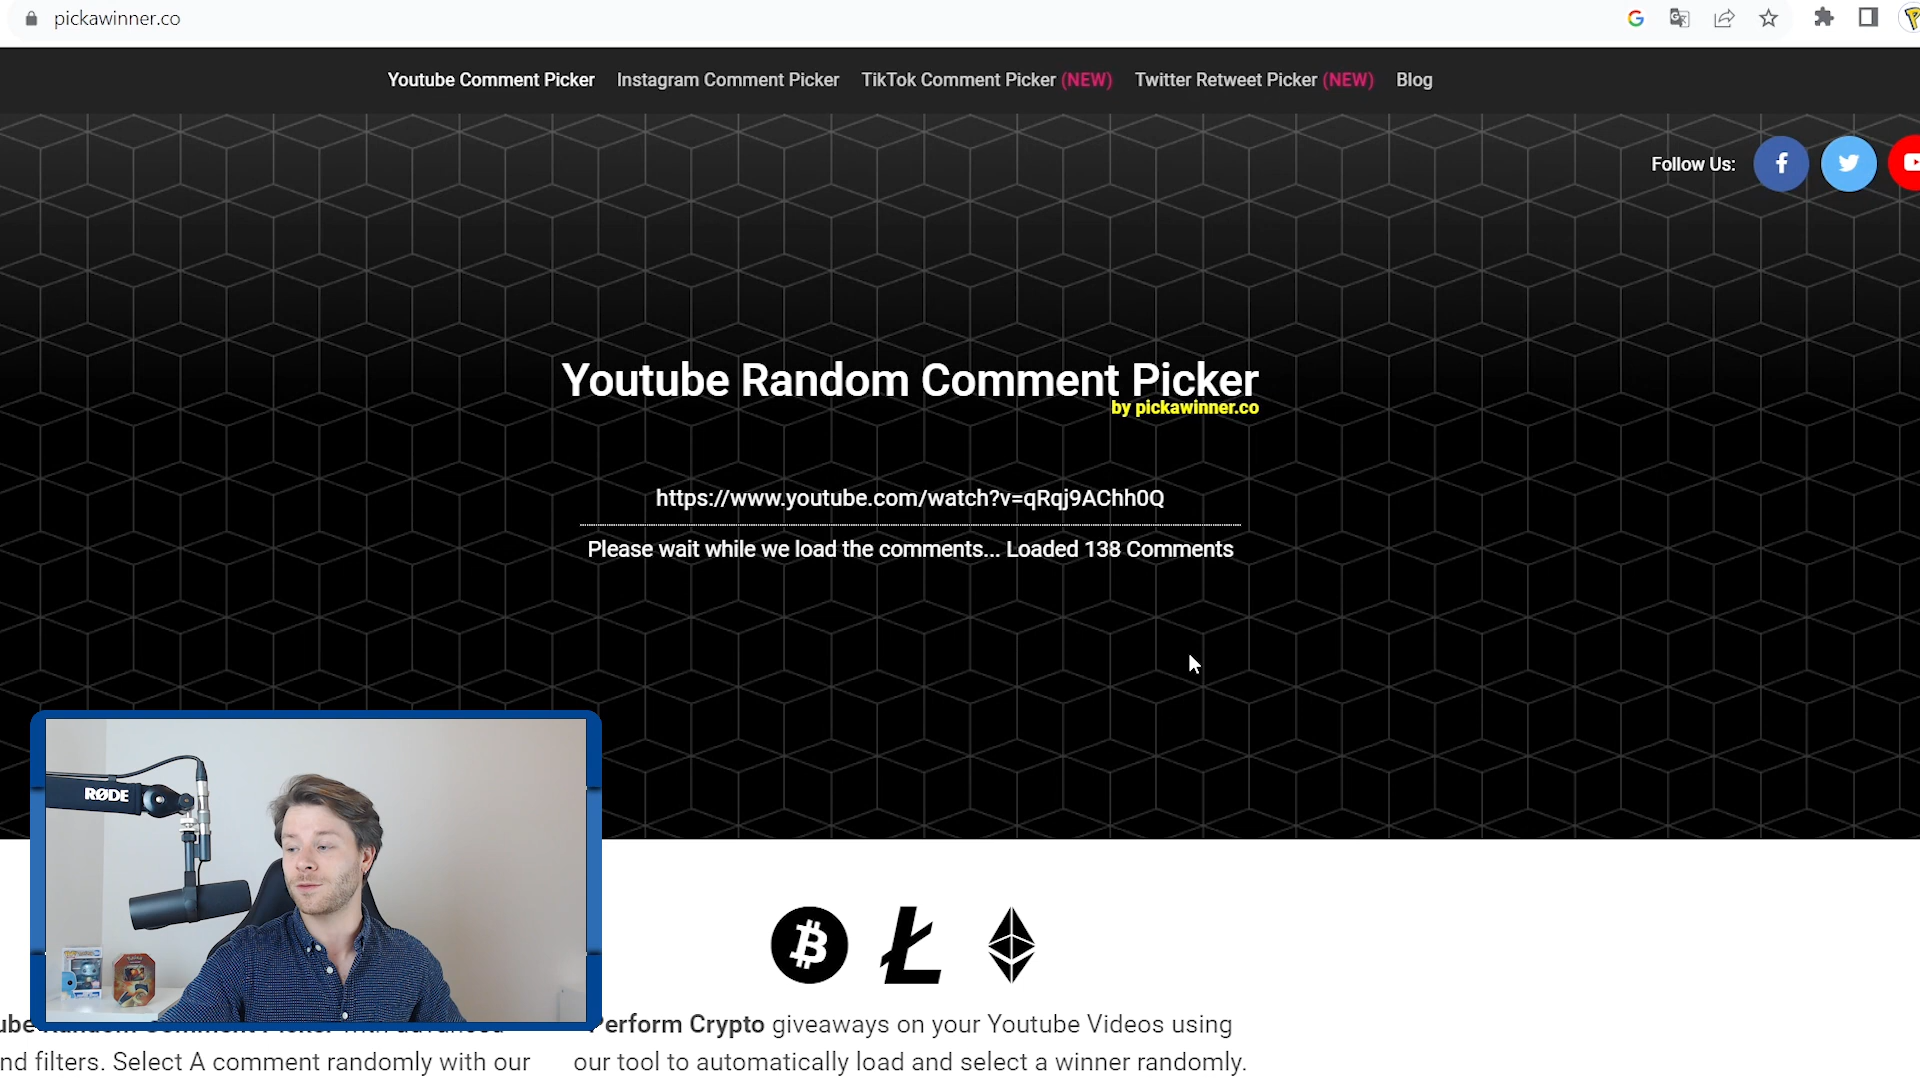 pickawinner.co
Youtube Comment Picker Instagram Comment Picker TikTok Comment Picker (NEW) Twitter Retweet Picker (NEW) Blog
Follow Us:
Youtube Random Comment Picker
by pickawinner.co
https://www.youtube.com/watch?v=qRqj9AChh0Q
Please wait while we load the comments... Loaded 138 Comments
RØDE
Perform Crypto giveaways on your Youtube Videos using
nd filters. Select A comment randomly with our
our tool to automatically load and select a winner randomly.